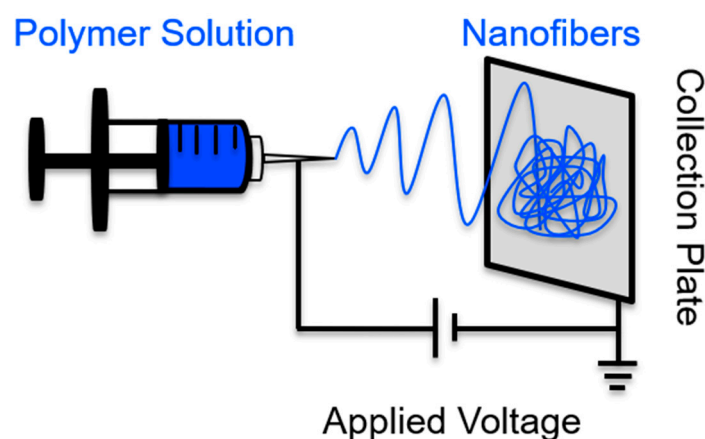 Polymer Solution
Nanofibers
Collection Plate
Applied Voltage